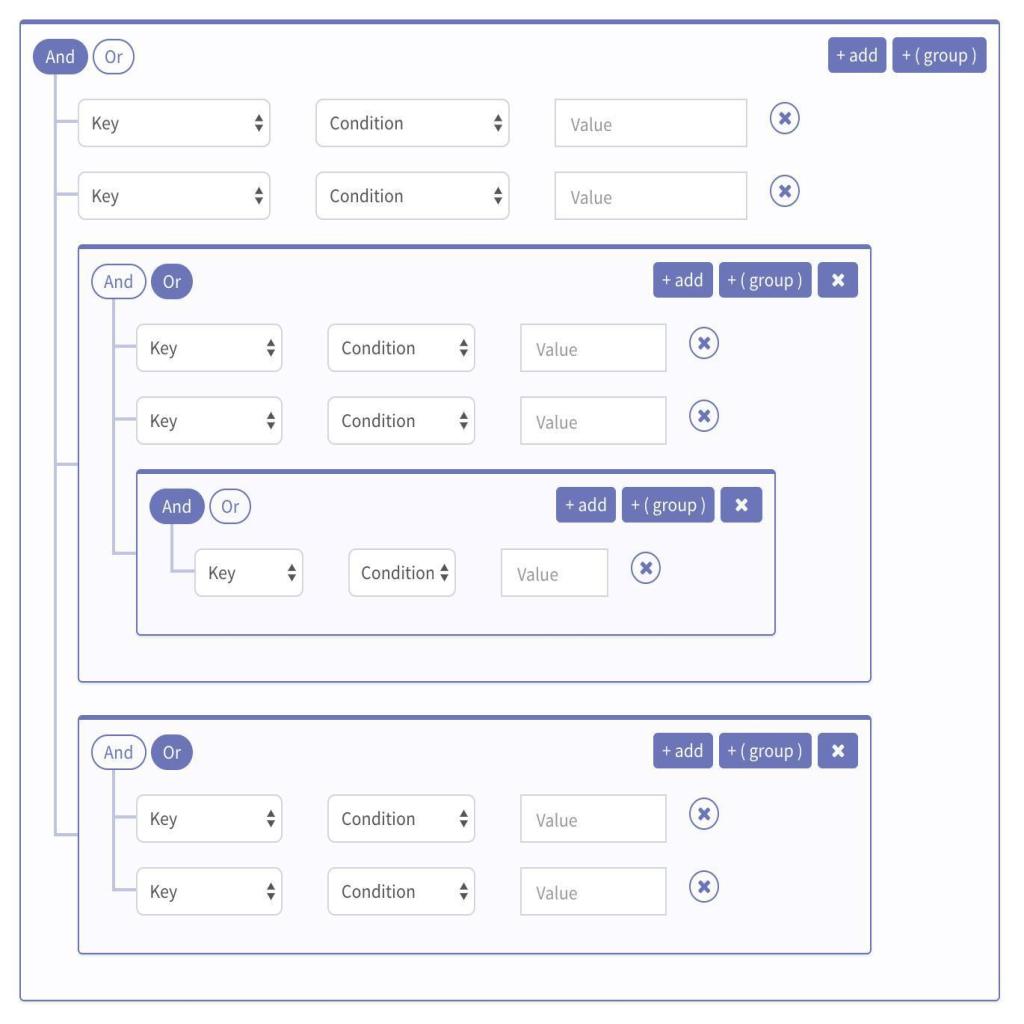 And Or + add + ( group )
Key Condition Value
Key Condition Value
And Or + add + ( group )
Key Condition Value
Key Condition Value
And Or + add + ( group )
Key Condition Value
And Or + add + ( group )
Key Condition Value
Key Condition Value